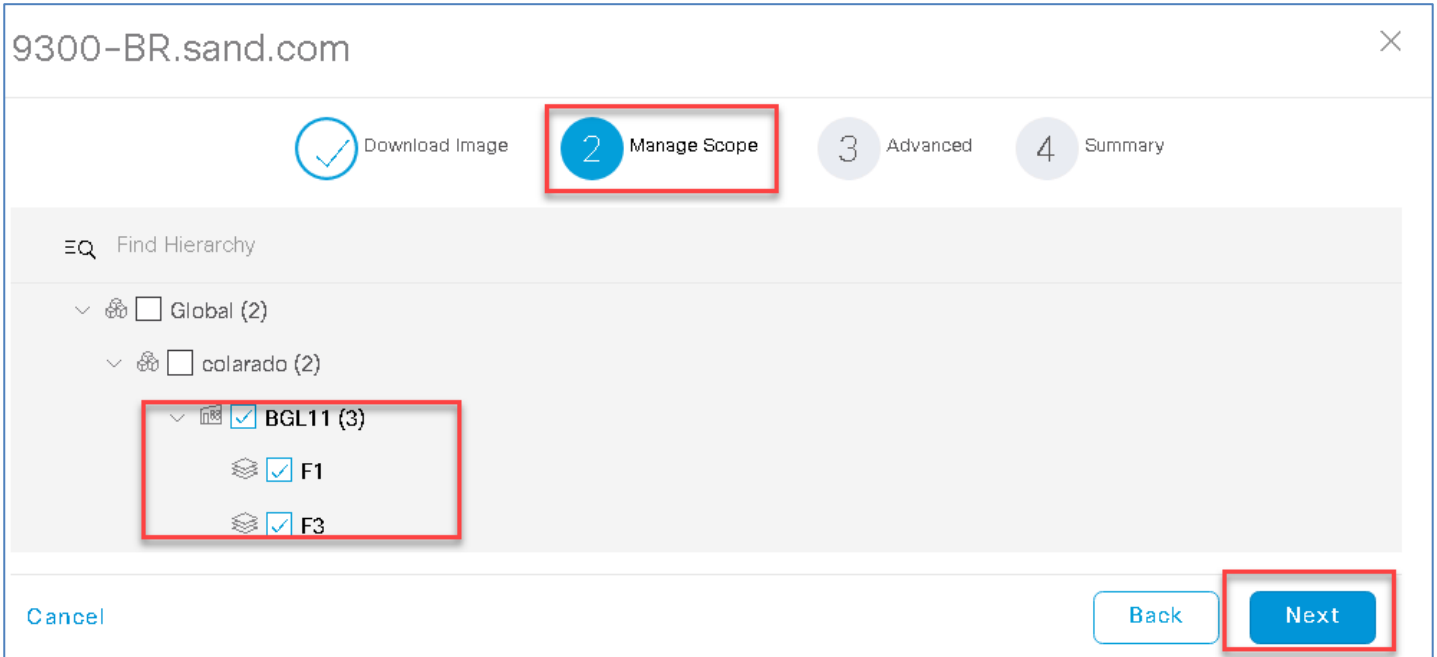 9300-BR.sand.com
Download Image 2 Manage Scope 3 Advanced 4 Summary
Find Hierarchy
Global (2)
colarado (2)
BGL11 (3)
F1
F3
Cancel Back Next